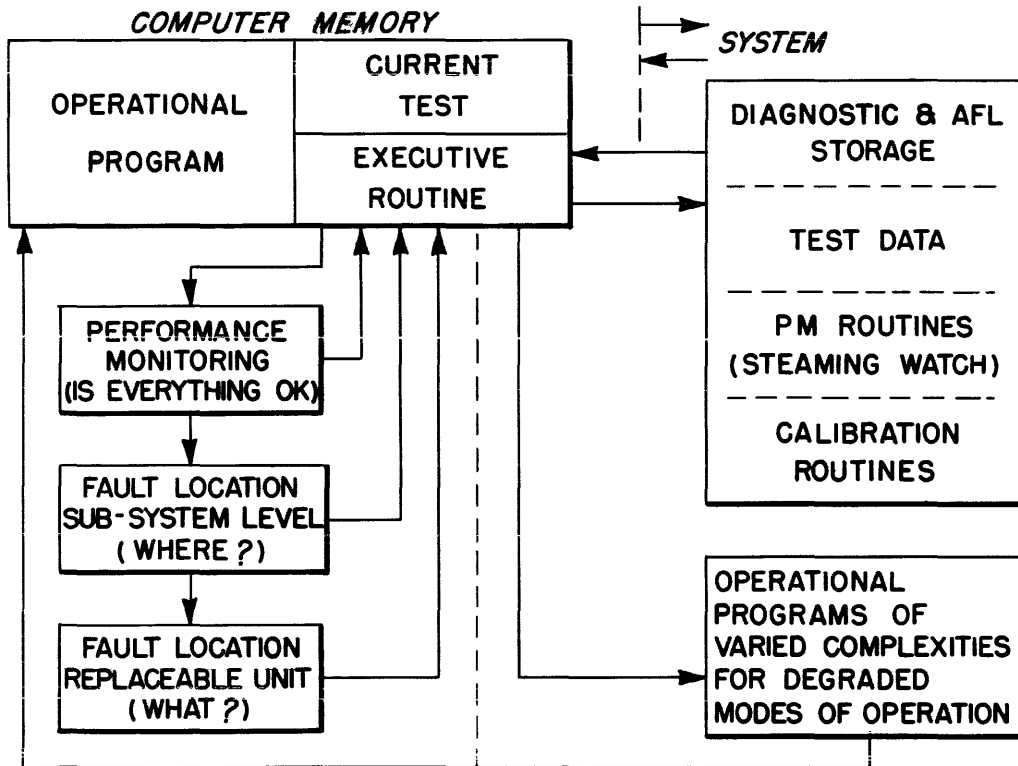 COMPUTER MEMORY
SYSTEM
OPERATIONAL
PROGRAM
CURRENT
TEST
EXECUTIVE
ROUTINE
DIAGNOSTIC & AFL
STORAGE
TEST DATA
PM ROUTINES
(STEAMING WATCH)
CALIBRATION
ROUTINES
PERFORMANCE
MONITORING
(IS EVERYTHING OK)
FAULT LOCATION
SUB-SYSTEM LEVEL
(WHERE?)
FAULT LOCATION
REPLACEABLE UNIT
(WHAT?)
OPERATIONAL
PROGRAMS OF
VARIED COMPLEXITIES
FOR DEGRADED
MODES OF OPERATION